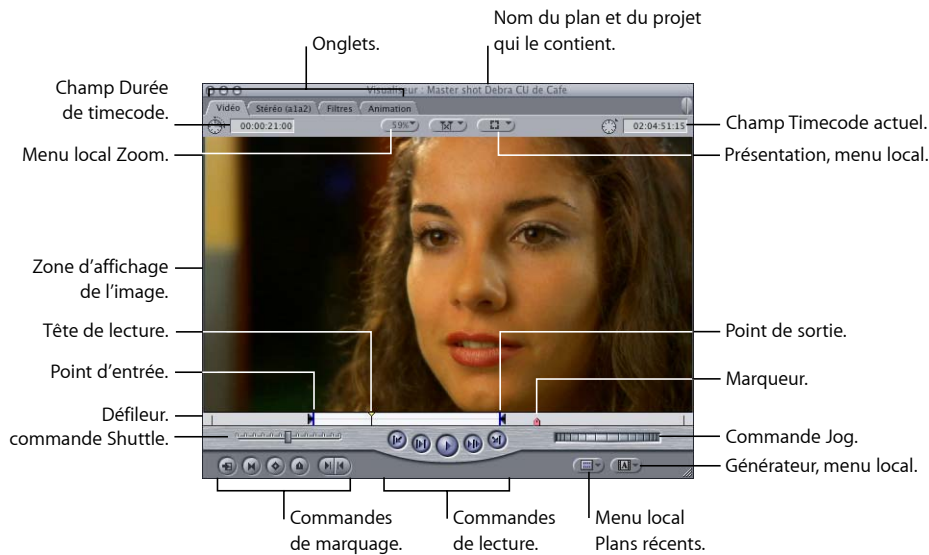 Nom du plan et du projet
qui le contient.
Onglets.
Champ Durée
de timecode.
Visualiseur : Master shot Debra CU de Cafe
Vidéo
Stéréo (a1a2)
Filtres
Animation
00:00:21:00
59%
02:04:51:15
Champ Timecode actuel.
Menu local Zoom.
Présentation, menu local.
Zone d’affichage
de l’image.
Tête de lecture.
Point de sortie.
Point d’entrée.
Marqueur.
Défileur.
commande Shuttle.
Commande Jog.
A
Générateur, menu local.
Commandes
de marquage.
Commandes
de lecture.
Menu local
Plans récents.